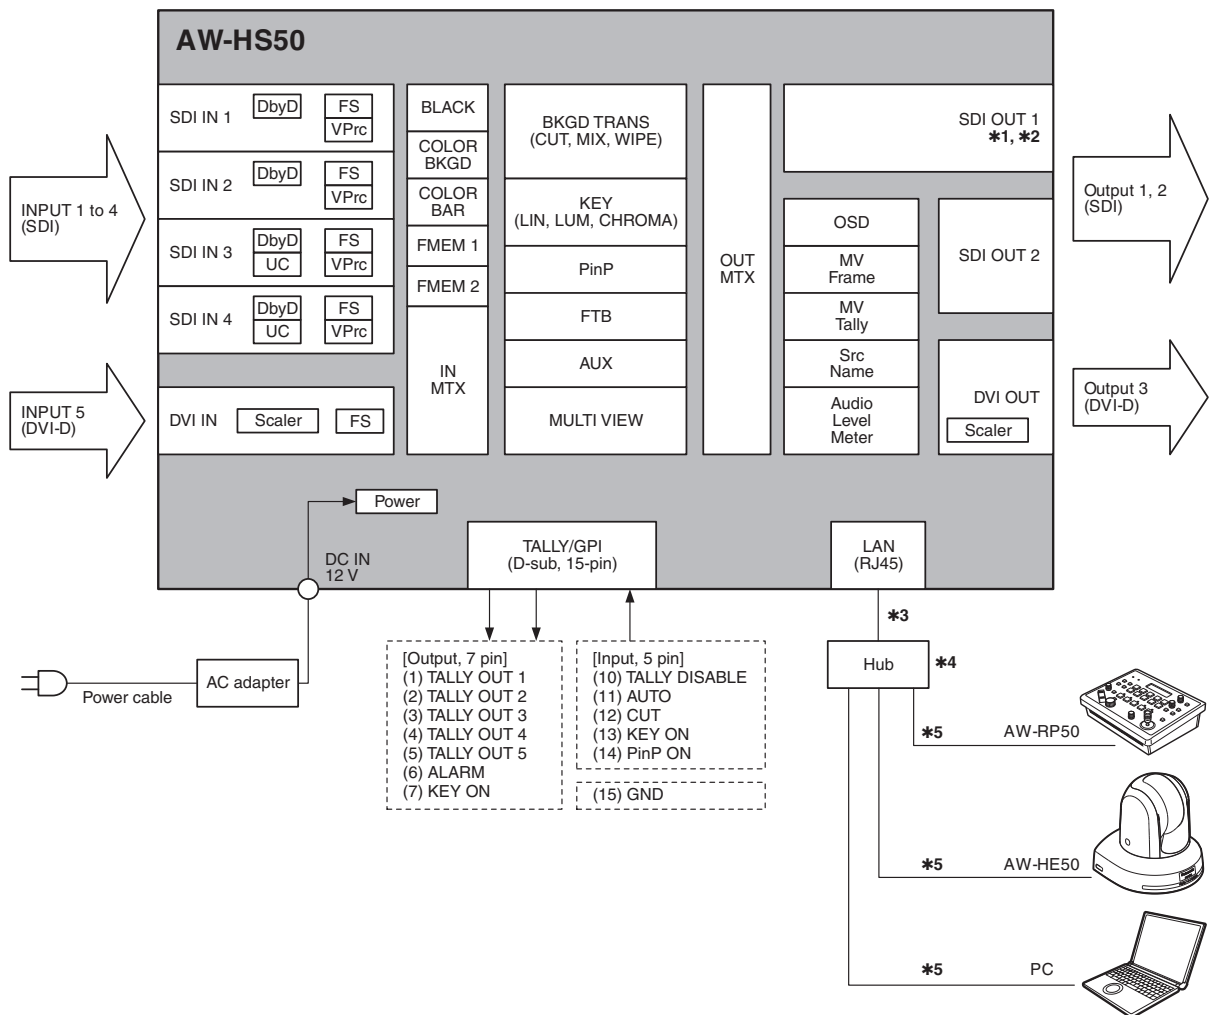 AW-HS50
SDI IN 1
DbyD
FS
VPrc
SDI IN 2
DbyD
FS
VPrc
SDI IN 3
DbyD
UC
FS
VPrc
SDI IN 4
DbyD
UC
FS
VPrc
DVI IN
Scaler
FS
INPUT 1 to 4
(SDI)
INPUT 5
(DVI-D)
BLACK
COLOR
BKGD
COLOR
BAR
FMEM 1
FMEM 2
IN
MTX
BKGD TRANS
(CUT, MIX, WIPE)
KEY
(LIN, LUM, CHROMA)
PinP
FTB
AUX
MULTI VIEW
OUT
MTX
SDI OUT 1
✱1, ✱2
OSD
MV
Frame
MV
Tally
Src
Name
Audio
Level
Meter
SDI OUT 2
DVI OUT
Scaler
Output 1, 2
(SDI)
Output 3
(DVI-D)
Power
DC IN
12 V
TALLY/GPI
(D-sub, 15-pin)
LAN
(RJ45)
✱3
Hub
✱4
Power cable
AC adapter
[Output, 7 pin]
(1) TALLY OUT 1
(2) TALLY OUT 2
(3) TALLY OUT 3
(4) TALLY OUT 4
(5) TALLY OUT 5
(6) ALARM
(7) KEY ON
[Input, 5 pin]
(10) TALLY DISABLE
(11) AUTO
(12) CUT
(13) KEY ON
(14) PinP ON
(15) GND
✱5 AW-RP50
✱5 AW-HE50
✱5 PC